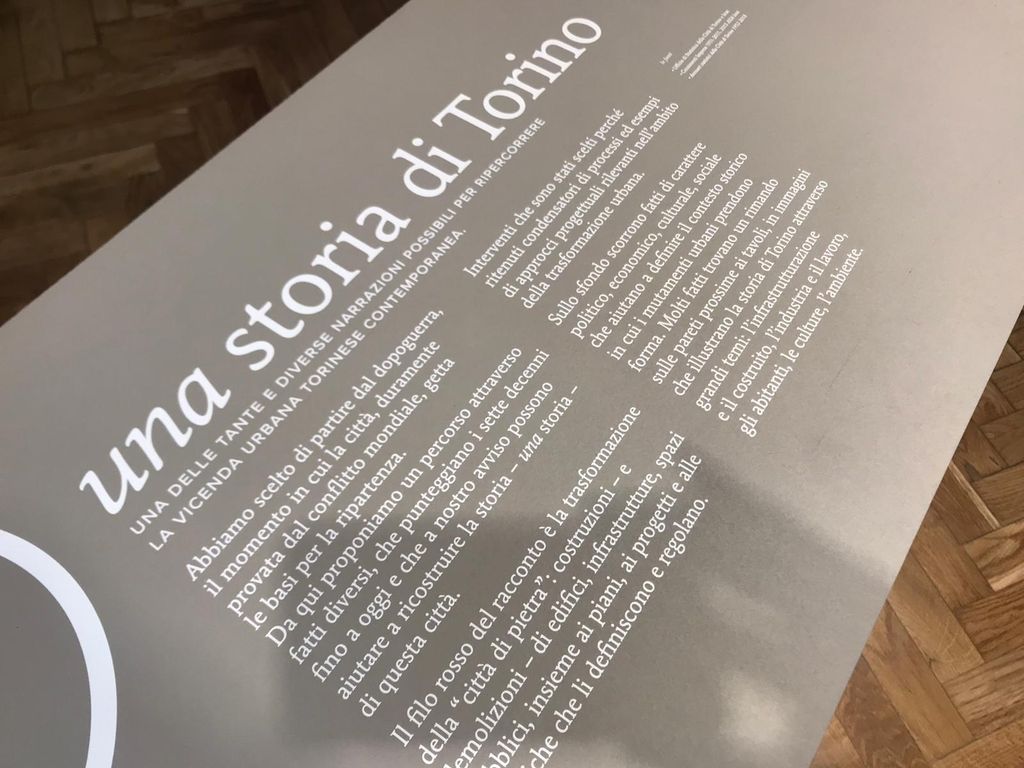 una storia di Torino
UNA DELLE TANTE E DIVERSE NARRAZIONI POSSIBILI PER RIPERCORRERE
LA VICENDA URBANA TORINESE CONTEMPORANEA.
Abbiamo scelto di partire dal dopoguerra,
il momento in cui la città, duramente
provata dal conflitto mondiale, getta
le basi per la ripartenza.
Da qui proponiamo un percorso attraverso
fatti diversi, che punteggiano i sette decenni
fino a oggi e che a nostro avviso possono
aiutare a ricostruire la storia – una storia –
di questa città.
Il filo rosso del racconto è la trasformazione
della “città di pietra”: costruzioni – e
demolizioni – di edifici, infrastrutture, spazi
bblici, insieme ai piani, ai progetti e alle
iche che li definiscono e regolano.
Interventi che sono stati scelti perché
ritenuti condensatori di processi ed esempi
di approcci progettuali rilevanti nell’ambito
della trasformazione urbana.
Sullo sfondo scorrono fatti di carattere
politico, economico, culturale, sociale
che aiutano a definire il contesto storico
in cui i mutamenti urbani prendono
forma. Molti fatti trovano un rimando
sulle pareti prossime ai tavoli, in immagini
che illustrano la storia di Torino attraverso
grandi temi: l’infrastrutturazione
e il costruito, l’industria e il lavoro,
gli abitanti, le culture, l’ambiente.